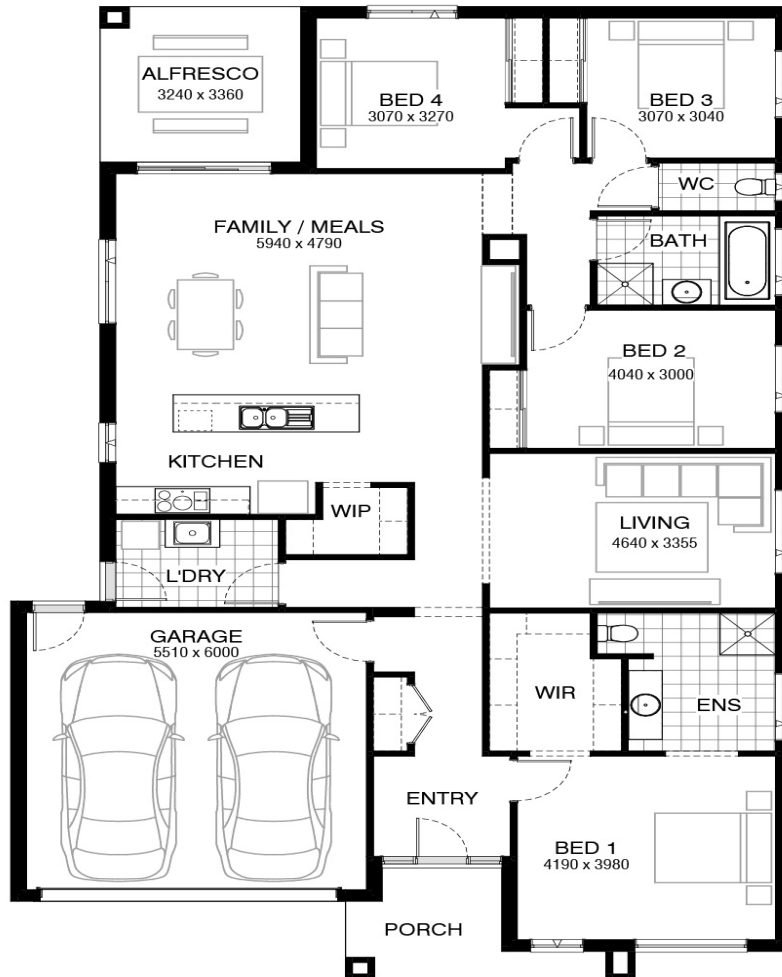 ALFRESCO
3240 x 3360
BED 4
3070 x 3270
BED 3
3070 x 3040
WC
FAMILY / MEALS
5940 x 4790
BATH
BED 2
4040 x 3000
KITCHEN
WIP
LIVING
4640 x 3355
L'DRY
GARAGE
5510 x 6000
WIR
ENS
ENTRY
BED 1
4190 x 3980
PORCH